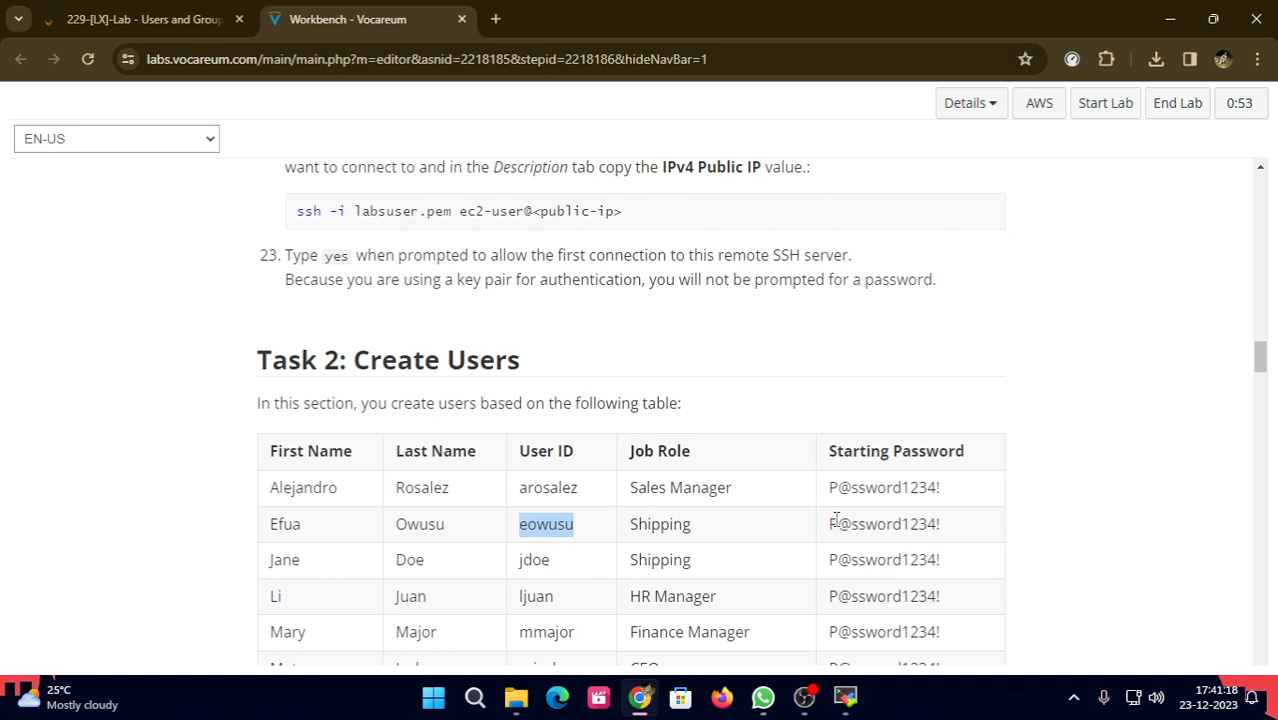 229-[LX]-Lab - Users and Group
Workbench - Vocareum
labs.vocareum.com/main/main.php?m=editor&asnid=2218185&stepid=2218186&hideNavBar=1
Details AWS Start Lab End Lab 0:53
EN-US
want to connect to and in the Description tab copy the IPv4 Public IP value.:
ssh -i labsuser.pem ec2-user@<public-ip>
23. Type yes when prompted to allow the first connection to this remote SSH server.
Because you are using a key pair for authentication, you will not be prompted for a password.
Task 2: Create Users
In this section, you create users based on the following table:
First Name Last Name User ID Job Role Starting Password
Alejandro Rosalez arosalez Sales Manager P@ssword1234!
Efua Owusu eowusu Shipping P@ssword1234!
Jane Doe jdoe Shipping P@ssword1234!
Li Juan ljuan HR Manager P@ssword1234!
Mary Major mmajor Finance Manager P@ssword1234!
25°C
Mostly cloudy
17:41:18
23-12-2023